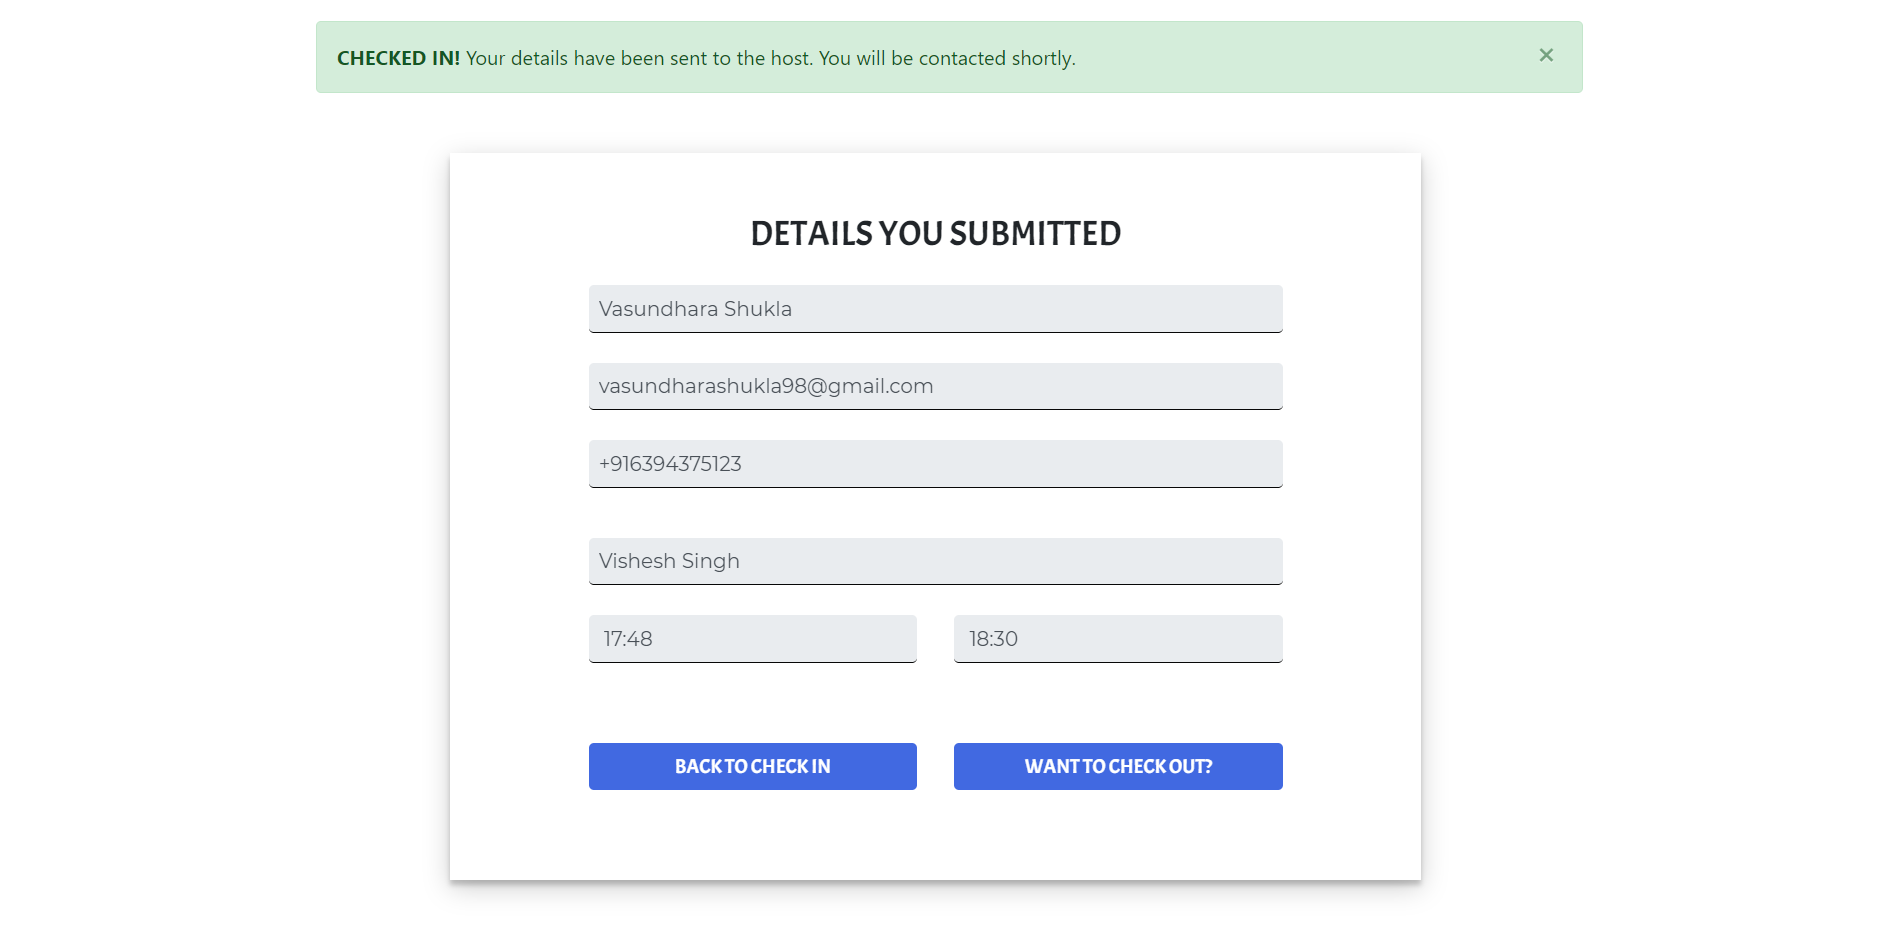 CHECKED IN! Your details have been sent to the host. You will be contacted shortly. ×
DETAILS YOU SUBMITTED
Vasundhara Shukla
vasundharashukla98@gmail.com
+916394375123
Vishesh Singh
17:48 18:30
BACK TO CHECK IN WANT TO CHECK OUT?